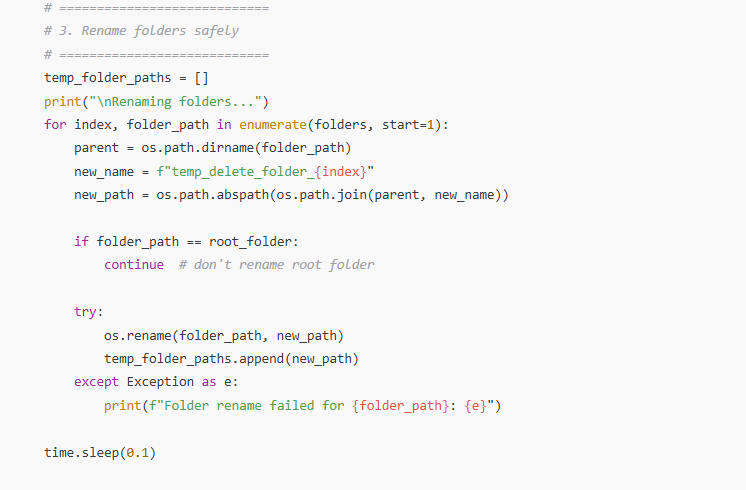 # ============================
# 3. Rename folders safely
# ============================
temp_folder_paths = []
print("\nRenaming folders...")
for index, folder_path in enumerate(folders, start=1):
    parent = os.path.dirname(folder_path)
    new_name = f"temp_delete_folder_{index}"
    new_path = os.path.abspath(os.path.join(parent, new_name))

    if folder_path == root_folder:
        continue  # don't rename root folder

    try:
        os.rename(folder_path, new_path)
        temp_folder_paths.append(new_path)
    except Exception as e:
        print(f"Folder rename failed for {folder_path}: {e}")

time.sleep(0.1)